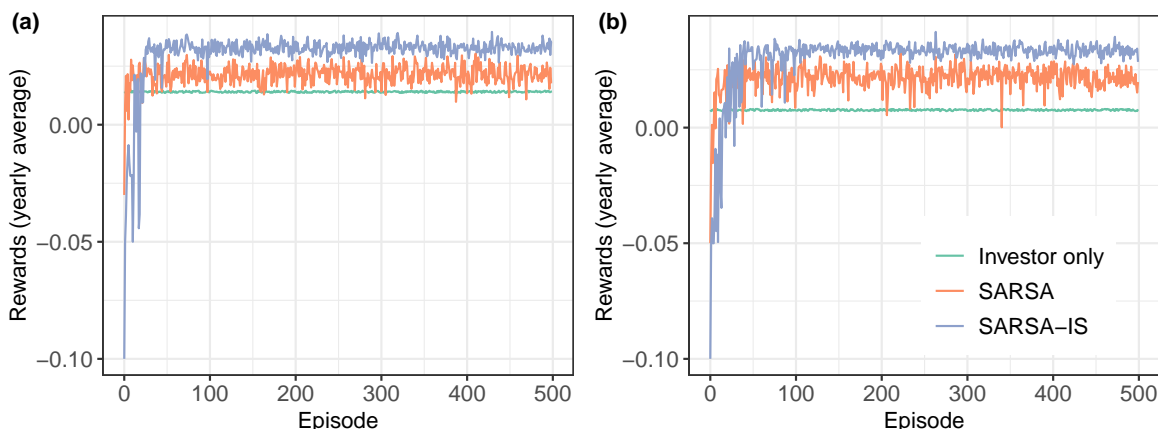 (a)
Rewards (yearly average)
0.00
−0.05
−0.10
0 100 200 300 400 500
Episode
(b)
Rewards (yearly average)
0.00
−0.05
−0.10
0 100 200 300 400 500
Episode
Investor only
SARSA
SARSA−IS